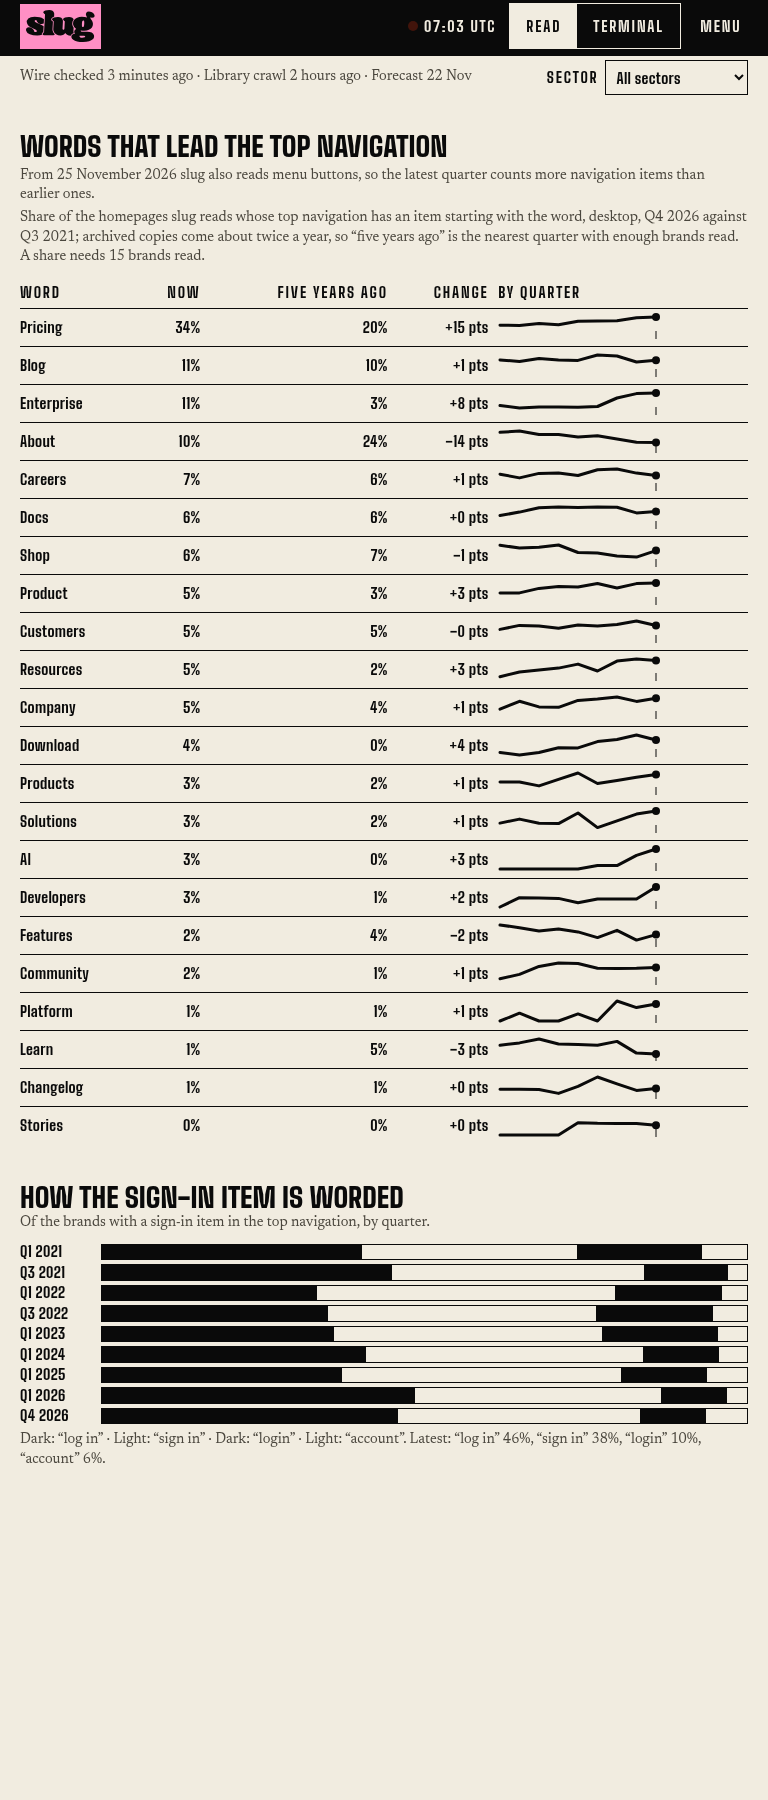 slug
07:03 UTC
READ
TERMINAL
MENU
Wire checked 3 minutes ago · Library crawl 2 hours ago · Forecast 22 Nov
SECTOR
All sectors
WORDS THAT LEAD THE TOP NAVIGATION
From 25 November 2026 slug also reads menu buttons, so the latest quarter counts more navigation items than
earlier ones.
Share of the homepages slug reads whose top navigation has an item starting with the word, desktop, Q4 2026 against
Q3 2021; archived copies come about twice a year, so “five years ago” is the nearest quarter with enough brands read.
A share needs 15 brands read.
WORD NOW FIVE YEARS AGO CHANGE BY QUARTER
Pricing 34% 20% +15 pts
Blog 11% 10% +1 pts
Enterprise 11% 3% +8 pts
About 10% 24% −14 pts
Careers 7% 6% +1 pts
Docs 6% 6% +0 pts
Shop 6% 7% −1 pts
Product 5% 3% +3 pts
Customers 5% 5% −0 pts
Resources 5% 2% +3 pts
Company 5% 4% +1 pts
Download 4% 0% +4 pts
Products 3% 2% +1 pts
Solutions 3% 2% +1 pts
AI 3% 0% +3 pts
Developers 3% 1% +2 pts
Features 2% 4% −2 pts
Community 2% 1% +1 pts
Platform 1% 1% +1 pts
Learn 1% 5% −3 pts
Changelog 1% 1% +0 pts
Stories 0% 0% +0 pts
HOW THE SIGN-IN ITEM IS WORDED
Of the brands with a sign-in item in the top navigation, by quarter.
Q1 2021
Q3 2021
Q1 2022
Q3 2022
Q1 2023
Q1 2024
Q1 2025
Q1 2026
Q4 2026
Dark: “log in” · Light: “sign in” · Dark: “login” · Light: “account”. Latest: “log in” 46%, “sign in” 38%, “login” 10%,
“account” 6%.